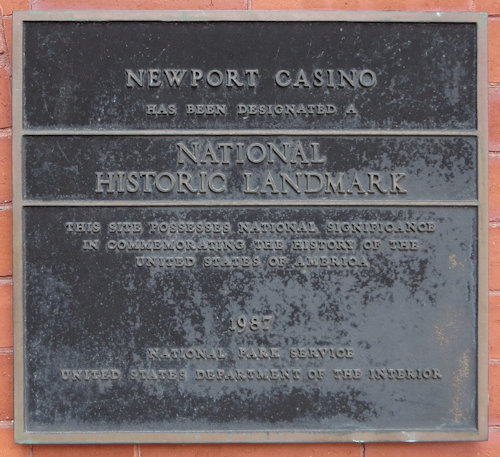 NEWPORT CASINO
HAS BEEN DESIGNATED A
NATIONAL
HISTORIC LANDMARK
THIS SITE POSSESSES NATIONAL SIGNIFICANCE
IN COMMEMORATING THE HISTORY OF THE
UNITED STATES OF AMERICA
1987
NATIONAL PARK SERVICE
UNITED STATES DEPARTMENT OF THE INTERIOR